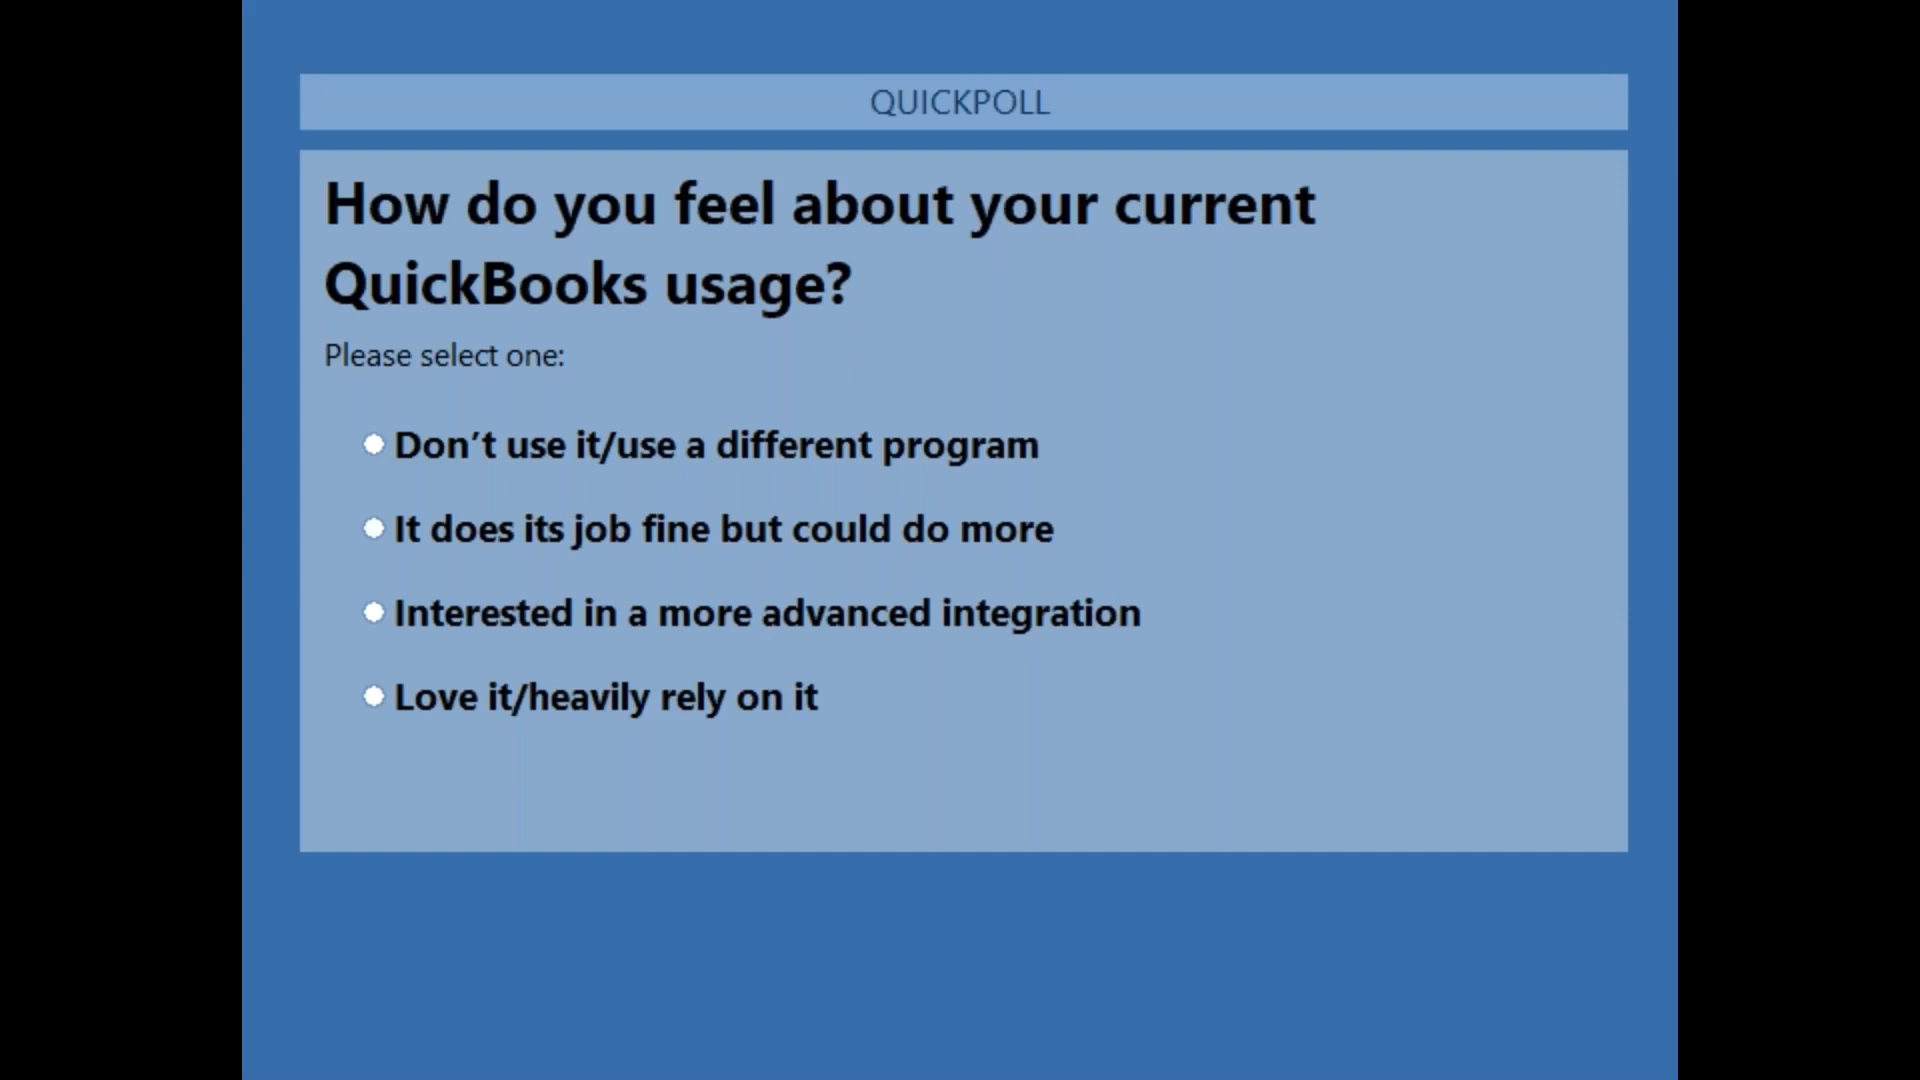 QUICKPOLL
How do you feel about your current
QuickBooks usage?
Please select one:
Don’t use it/use a different program
It does its job fine but could do more
Interested in a more advanced integration
Love it/heavily rely on it